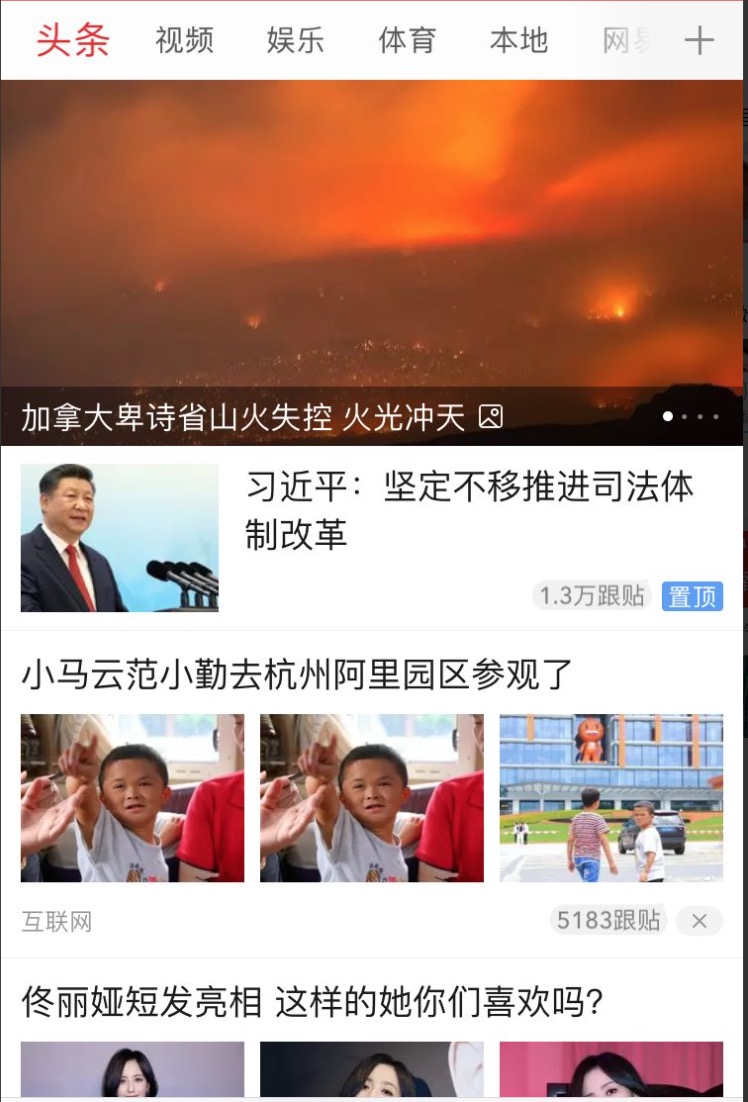 头条 视频 娱乐 体育 本地 网易
加拿大卑诗省山火失控 火光冲天
习近平：坚定不移推进司法体
制改革
1.3万跟贴 置顶
小马云范小勤去杭州阿里园区参观了
互联网 5183跟贴
佟丽娅短发亮相 这样的她你们喜欢吗？